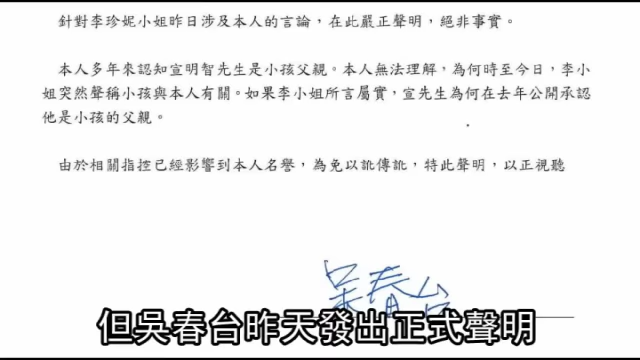 針對李珍妮小姐昨日涉及本人的言論，在此嚴正聲明，絕非事實。
本人多年來認知宣明智先生是小孩父親。本人無法理解，為何時至今日，李小
姐突然聲稱小孩與本人有關。如果李小姐所言屬實，宣先生為何在去年公開承認
他是小孩的父親。
由於相關指控已經影響到本人名譽，為免以訛傳訛，特此聲明，以正視聽
吳春台
但吳春台昨天發出正式聲明